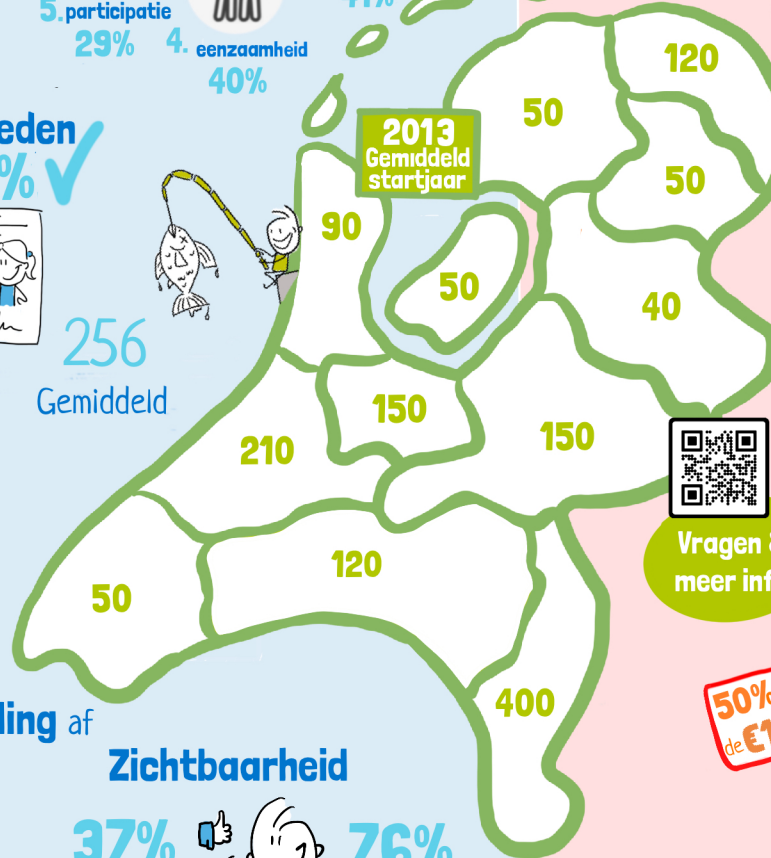 5. participatie
29%
4. eenzaamheid
40%
eden
%
2013
Gemiddeld
startjaar
120
50
50
90
50
40
256
Gemiddeld
150
210
150
120
50
400
Vragen
meer inf
50%
de €1
ling af
Zichtbaarheid
37%
76%